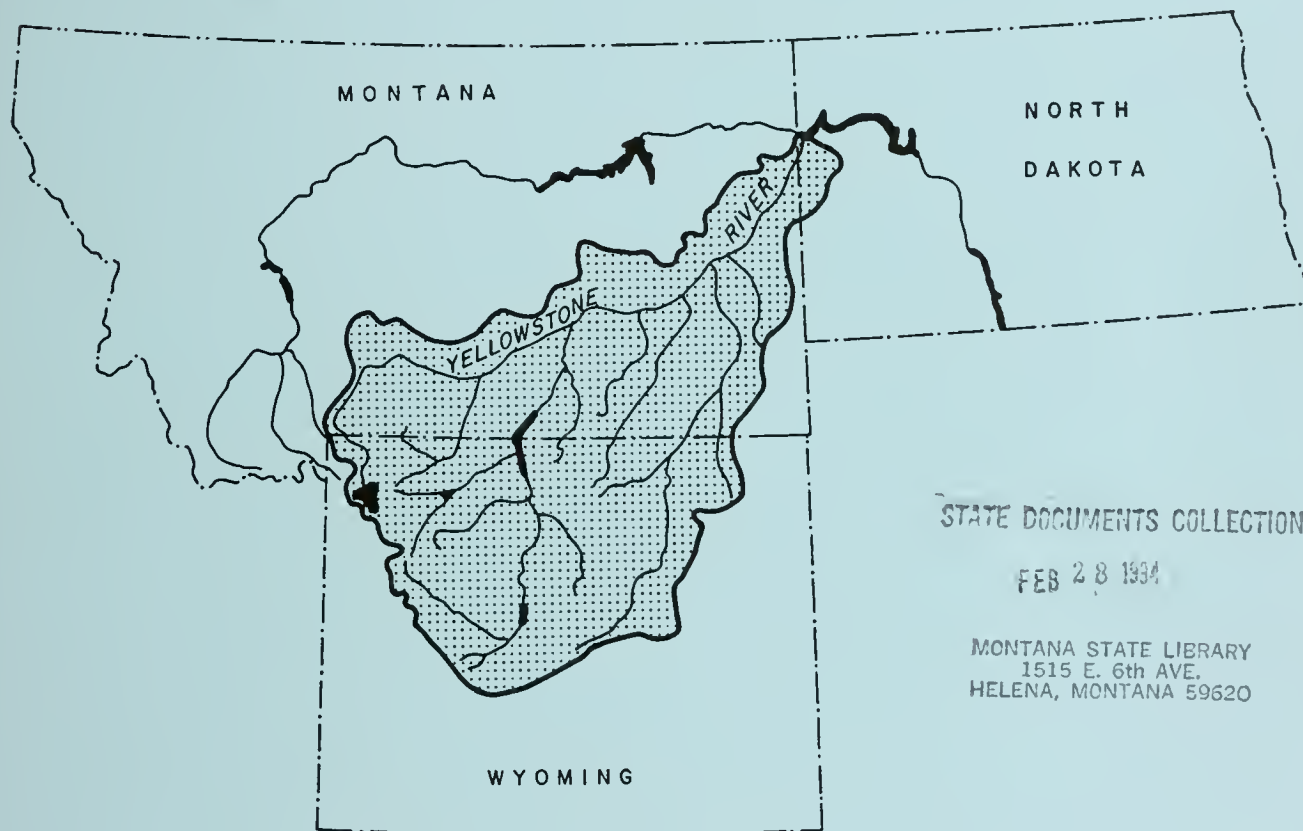 MONTANA
NORTH
DAKOTA
YELLOWSTONE RIVER
STATE DOCUMENTS COLLECTION
FEB 28 1994
MONTANA STATE LIBRARY
1515 E. 6th AVE.
HELENA, MONTANA 59620
WYOMING